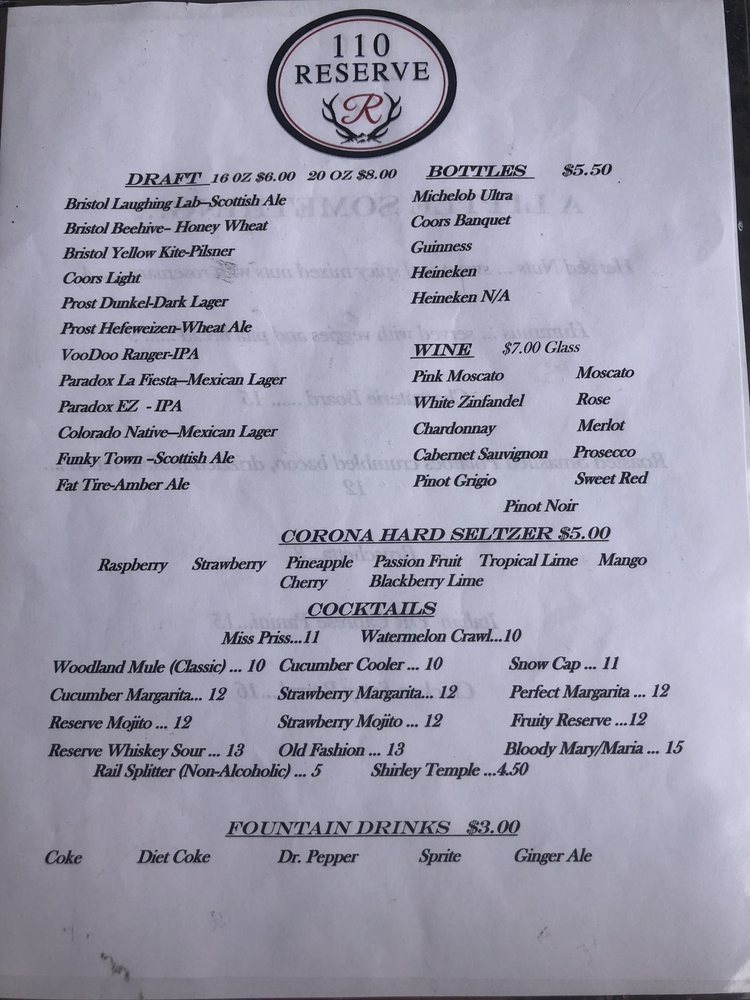 110
RESERVE
R
DRAFT 16 OZ $6.00 20 OZ $8.00
Bristol Laughing Lab–Scottish Ale
Bristol Beehive– Honey Wheat
Bristol Yellow Kite-Pilsner
Coors Light
Prost Dunkel-Dark Lager
Prost Hefeweizen-Wheat Ale
VooDoo Ranger-IPA
Paradox La Fiesta—Mexican Lager
Paradox EZ - IPA
Colorado Native—Mexican Lager
Funky Town –Scottish Ale
Fat Tire-Amber Ale
BOTTLES $5.50
Michelob Ultra
Coors Banquet
Guinness
Heineken
Heineken N/A
WINE $7.00 Glass
Pink Moscato Moscato
White Zinfandel Rose
Chardonnay Merlot
Cabernet Sauvignon Prosecco
Pinot Grigio Sweet Red
Pinot Noir
CORONA HARD SELTZER $5.00
Raspberry Strawberry Pineapple Passion Fruit Tropical Lime Mango
Cherry Blackberry Lime
COCKTAILS
Miss Priss...11 Watermelon Crawl...10
Woodland Mule (Classic) ... 10 Cucumber Cooler ... 10 Snow Cap ... 11
Cucumber Margarita... 12 Strawberry Margarita... 12 Perfect Margarita ... 12
Reserve Mojito ... 12 Strawberry Mojito ... 12 Fruity Reserve ...12
Reserve Whiskey Sour ... 13 Old Fashion ... 13 Bloody Mary/Maria ... 15
Rail Splitter (Non-Alcoholic) ... 5 Shirley Temple ...4.50
FOUNTAIN DRINKS $3.00
Coke Diet Coke Dr. Pepper Sprite Ginger Ale